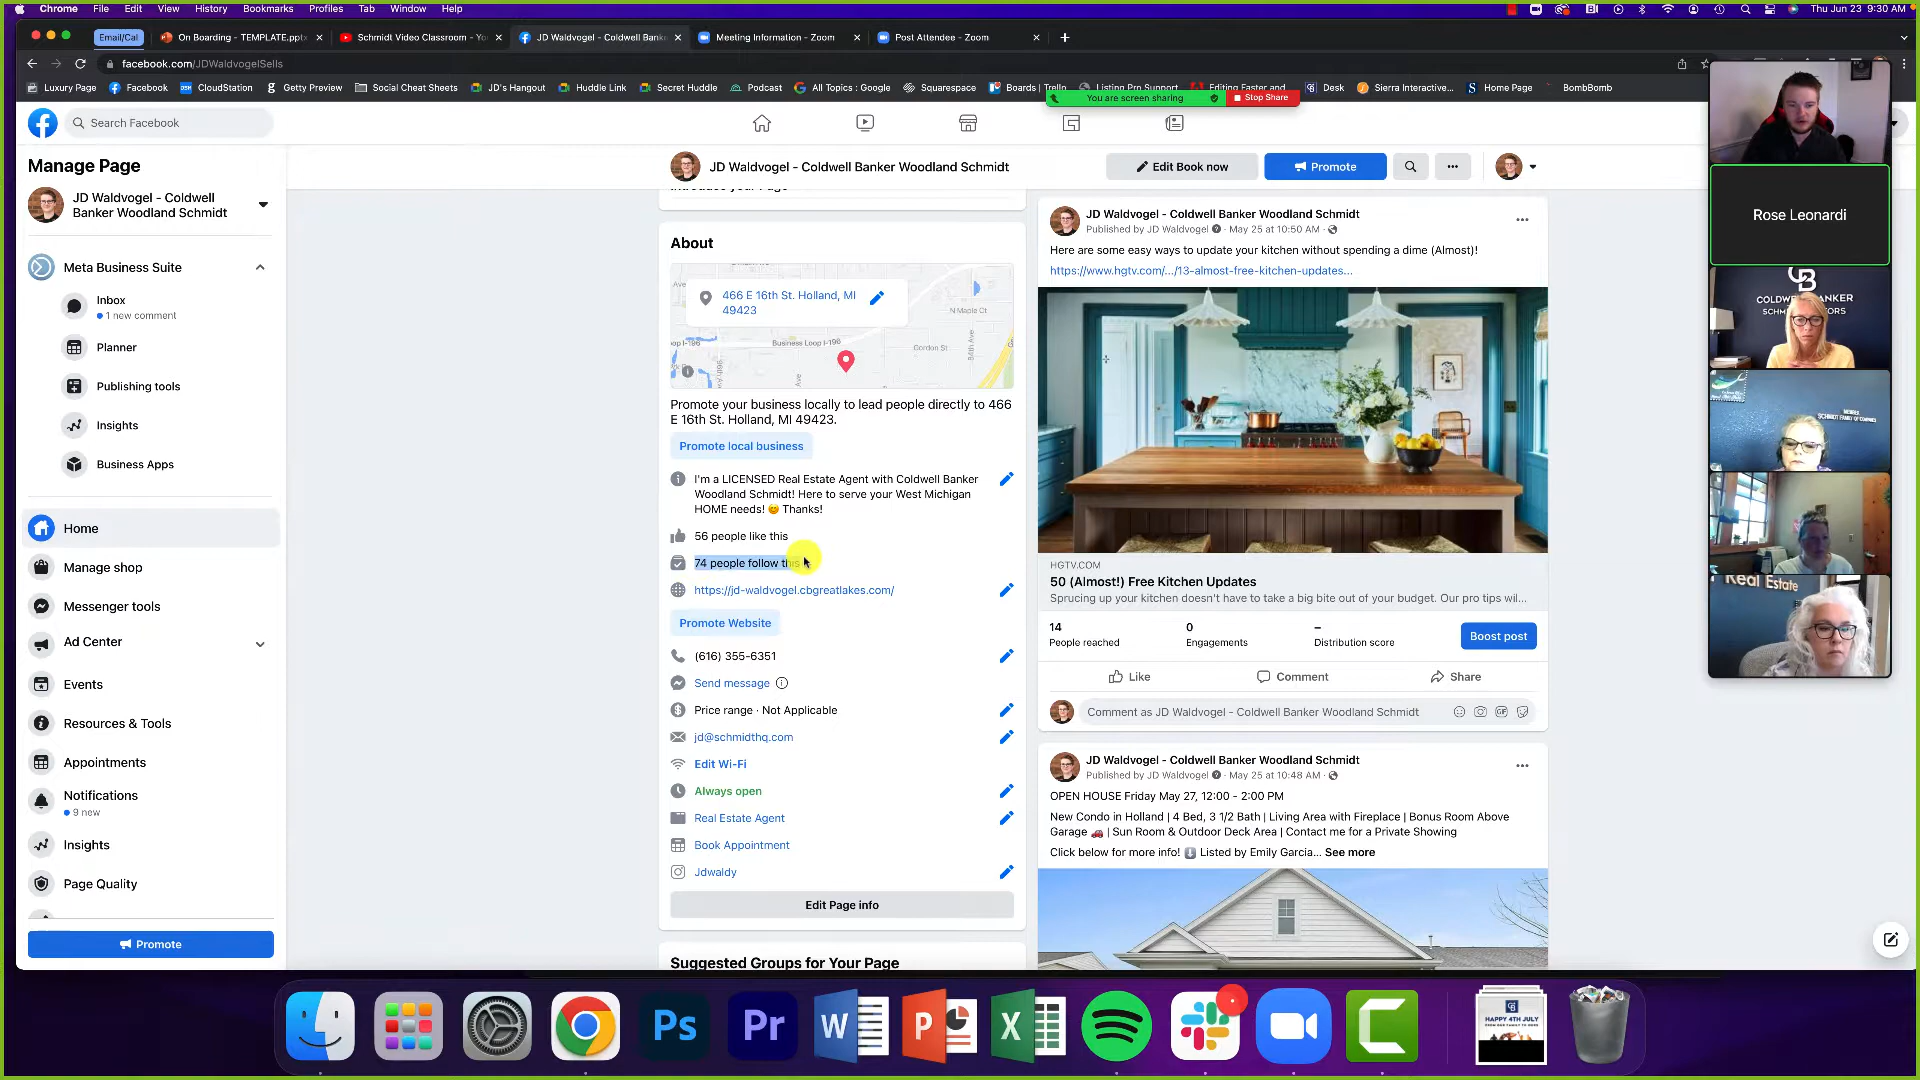 Chrome File Edit View History Bookmarks Profiles Tab Window Help
Thu Jun 23 9:30 AM
Email/Cal
On Boarding - TEMPLATE.pptx
Schmidt Video Classroom - Yo
JD Waldvogel - Coldwell Bank
Meeting Information - Zoom
Post Attendee - Zoom
facebook.com/JDWaldvogelSells
Luxury Page
Facebook
CloudStation
Getty Preview
Social Cheat Sheets
JD's Hangout
Huddle Link
Secret Huddle
Podcast
All Topics : Google
Squarespace
Boards | Trello
Listing Pro Support
Editing Faster and
Desk
Sierra Interactive...
Home Page
BombBomb
You are screen sharing
Stop Share
Search Facebook
Manage Page
JD Waldvogel - Coldwell
Banker Woodland Schmidt
Meta Business Suite
Inbox
1 new comment
Planner
Publishing tools
Insights
Business Apps
Home
Manage shop
Messenger tools
Ad Center
Events
Resources & Tools
Appointments
Notifications
9 new
Insights
Page Quality
Promote
JD Waldvogel - Coldwell Banker Woodland Schmidt
Edit Book now
Promote
About
466 E 16th St. Holland, MI
49423
N Maple Ct
Business Loop I-196
Gordon St
Promote your business locally to lead people directly to 466
E 16th St. Holland, MI 49423.
Promote local business
I'm a LICENSED Real Estate Agent with Coldwell Banker
Woodland Schmidt! Here to serve your West Michigan
HOME needs! 😊 Thanks!
56 people like this
74 people follow this
https://jd-waldvogel.cbgreatlakes.com/
Promote Website
(616) 355-6351
Send message
Price range · Not Applicable
jd@schmidthq.com
Edit Wi-Fi
Always open
Real Estate Agent
Book Appointment
Jdwaldy
Edit Page info
Suggested Groups for Your Page
JD Waldvogel - Coldwell Banker Woodland Schmidt
Published by JD Waldvogel · May 25 at 10:50 AM ·
Here are some easy ways to update your kitchen without spending a dime (Almost)!
https://www.hgtv.com/.../13-almost-free-kitchen-updates...
HGTV.COM
50 (Almost!) Free Kitchen Updates
Sprucing up your kitchen doesn't have to take a big bite out of your budget. Our pro tips wil...
14
People reached
0
Engagements
–
Distribution score
Boost post
Like
Comment
Share
Comment as JD Waldvogel - Coldwell Banker Woodland Schmidt
JD Waldvogel - Coldwell Banker Woodland Schmidt
Published by JD Waldvogel · May 25 at 10:48 AM ·
OPEN HOUSE Friday May 27, 12:00 - 2:00 PM
New Condo in Holland | 4 Bed, 3 1/2 Bath | Living Area with Fireplace | Bonus Room Above
Garage 🚗 | Sun Room & Outdoor Deck Area | Contact me for a Private Showing
Click below for more info! ⬇️ Listed by Emily Garcia... See more
Rose Leonardi
COLDWELL BANKER
Real Estate
Ps
Pr
W
P
X
HAPPY 4TH JULY